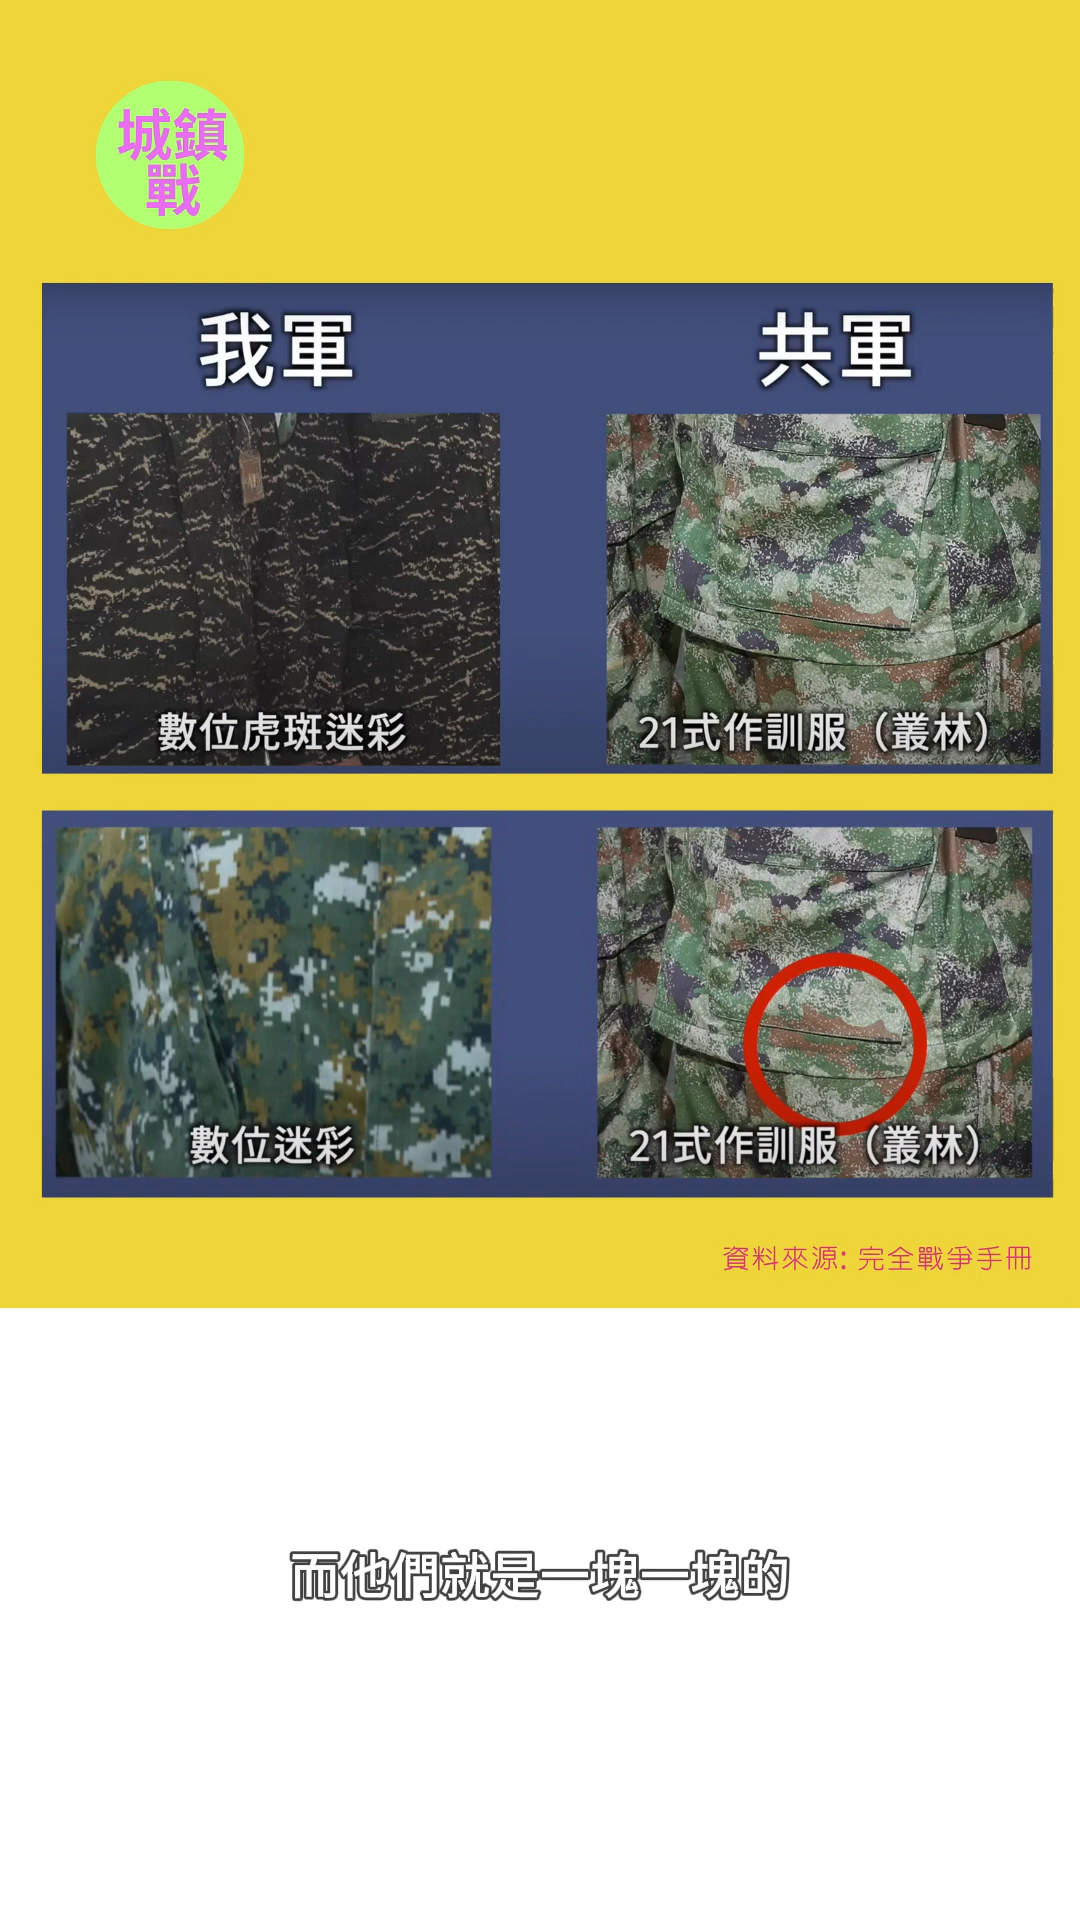 城鎮
戰
我軍
共軍
數位虎斑迷彩
21式作訓服（叢林）
數位迷彩
21式作訓服（叢林）
資料來源: 完全戰爭手冊
而他們就是一塊一塊的